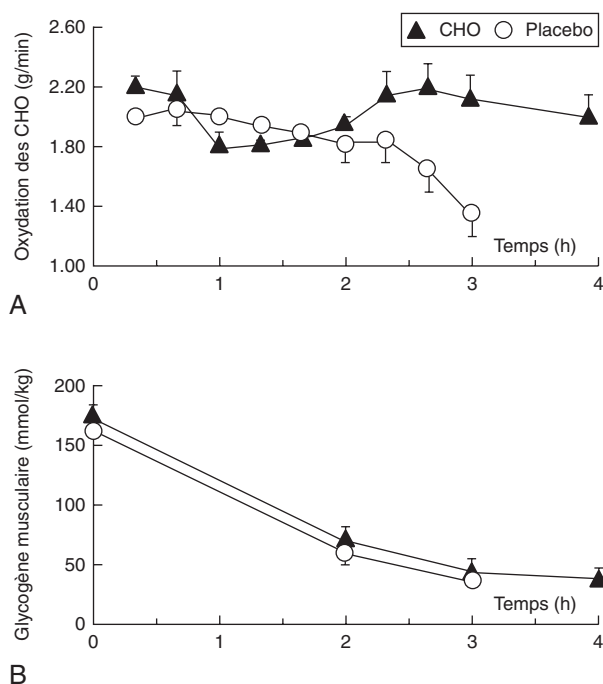 CHO Placebo
Oxydation des CHO (g/min)
2.60
2.20
1.80
1.40
1.00
Temps (h)
0 1 2 3 4
A
Glycogène musculaire (mmol/kg)
200
150
100
50
0
Temps (h)
0 1 2 3 4
B